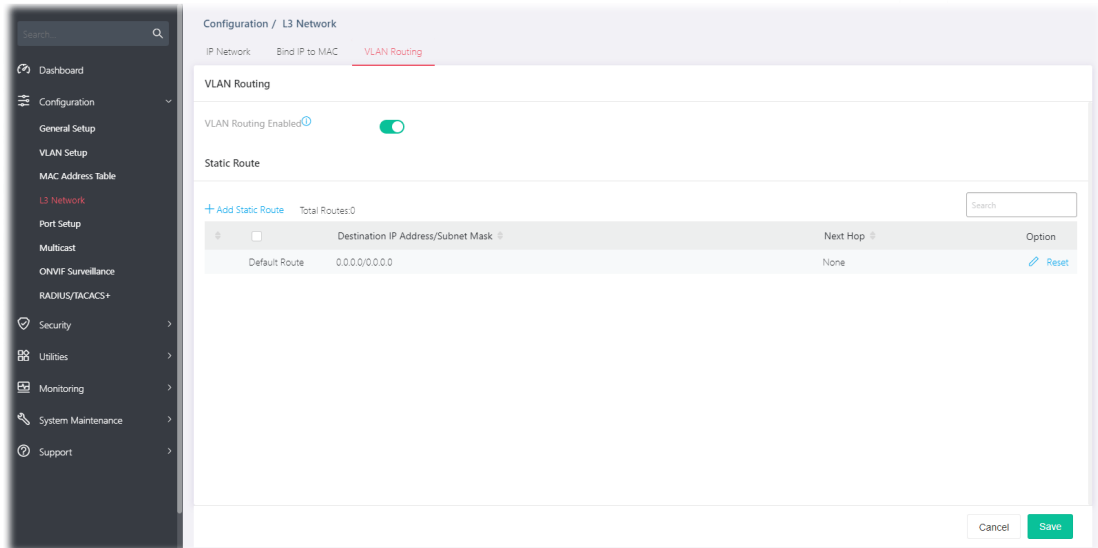 Search...
Dashboard
Configuration
General Setup
VLAN Setup
MAC Address Table
L3 Network
Port Setup
Multicast
ONVIF Surveillance
RADIUS/TACACS+
Security
Utilities
Monitoring
System Maintenance
Support
Configuration / L3 Network
IP Network Bind IP to MAC VLAN Routing
VLAN Routing
VLAN Routing Enabled
Static Route
+ Add Static Route Total Routes:0 Search
Destination IP Address/Subnet Mask Next Hop Option
Default Route 0.0.0.0/0.0.0.0 None Reset
Cancel Save